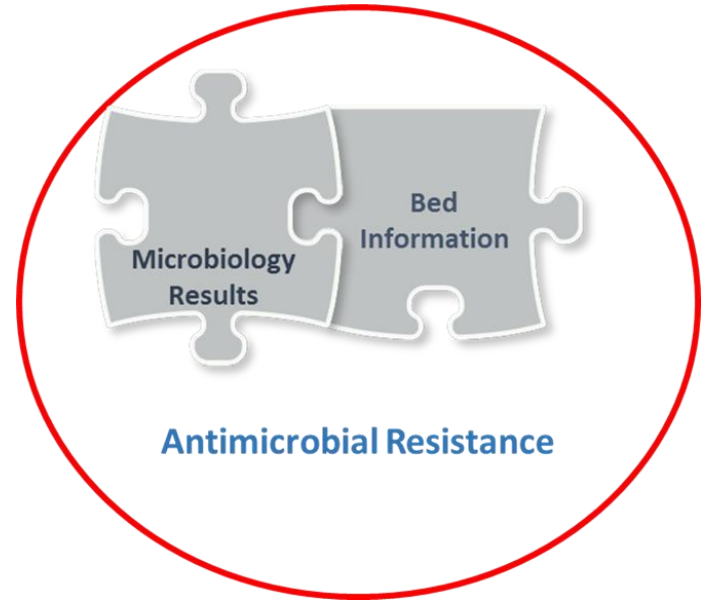 Microbiology
Results
Bed
Information
Antimicrobial Resistance